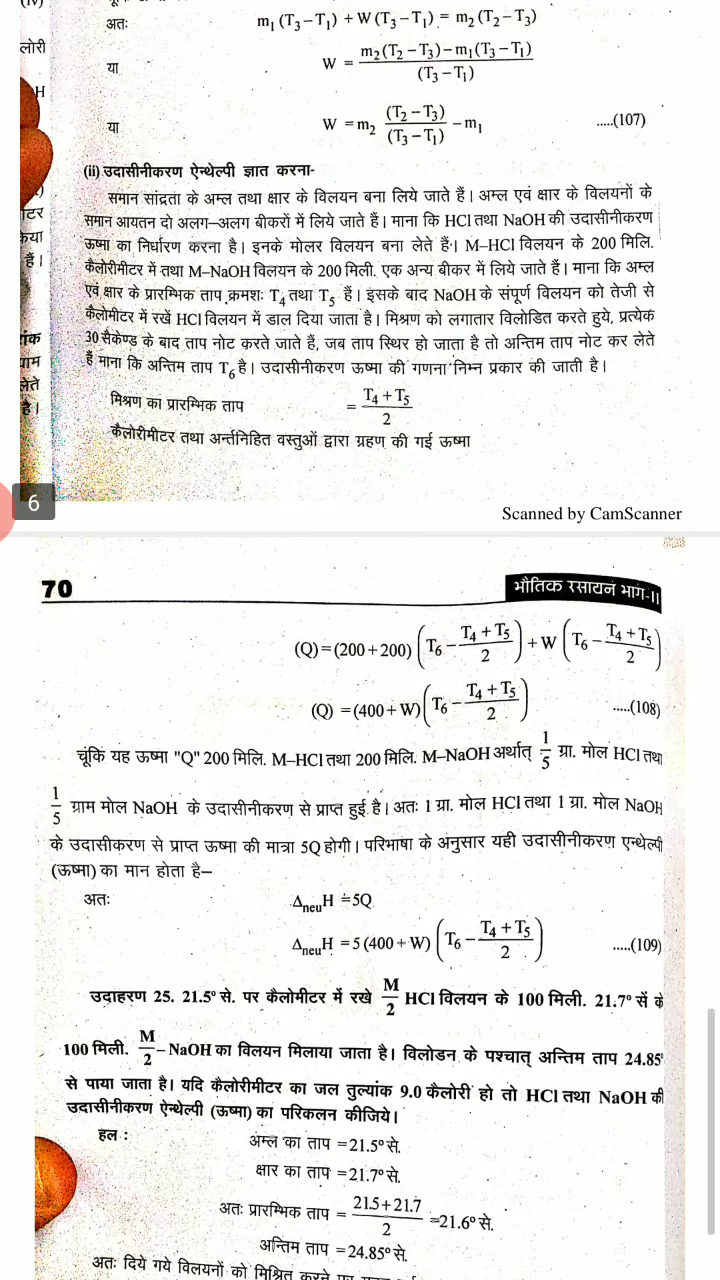 अतः m₁ (T₃–T₁) + W (T₃–T₁) = m₂ (T₂–T₃)
लोरी
या W = m₂ (T₂–T₃) – m₁ (T₃–T₁) / (T₃–T₁)
H
या W = m₂ (T₂–T₃) / (T₃–T₁) – m₁ .....(107)
(ii) उदासीनीकरण ऐन्थेल्पी ज्ञात करना-
समान सांद्रता के अम्ल तथा क्षार के विलयन बना लिये जाते हैं। अम्ल एवं क्षार के विलयनों के
समान आयतन दो अलग–अलग बीकरों में लिये जाते हैं। माना कि HCl तथा NaOH की उदासीनीकरण
ऊष्मा का निर्धारण करना है। इनके मोलर विलयन बना लेते हैं। M–HCl विलयन के 200 मिलि.
कैलोरीमीटर में तथा M–NaOH विलयन के 200 मिली. एक अन्य बीकर में लिये जाते हैं। माना कि अम्ल
एवं क्षार के प्रारम्भिक ताप क्रमशः T₄ तथा T₅ हैं। इसके बाद NaOH के संपूर्ण विलयन को तेजी से
कैलोमीटर में रखें HCl विलयन में डाल दिया जाता है। मिश्रण को लगातार विलोडित करते हुये, प्रत्येक
30 सैकेण्ड के बाद ताप नोट करते जाते हैं, जब ताप स्थिर हो जाता है तो अन्तिम ताप नोट कर लेते
हैं माना कि अन्तिम ताप T₆ है। उदासीनीकरण ऊष्मा की गणना निम्न प्रकार की जाती है।
मिश्रण का प्रारम्भिक ताप = T₄ + T₅ / 2
कैलोरीमीटर तथा अर्न्तनिहित वस्तुओं द्वारा ग्रहण की गई ऊष्मा
6
Scanned by CamScanner
70 भौतिक रसायन भाग-II
(Q) = (200 + 200) (T₆ – T₄ + T₅ / 2) + W (T₆ – T₄ + T₅ / 2)
(Q) = (400 + W) (T₆ – T₄ + T₅ / 2) .....(108)
चूंकि यह ऊष्मा "Q" 200 मिलि. M–HCl तथा 200 मिलि. M–NaOH अर्थात् 1/5 ग्रा. मोल HCl तथा
1/5 ग्राम मोल NaOH के उदासीनीकरण से प्राप्त हुई है। अतः 1 ग्रा. मोल HCl तथा 1 ग्रा. मोल NaOH
के उदासीकरण से प्राप्त ऊष्मा की मात्रा 5Q होगी। परिभाषा के अनुसार यही उदासीनीकरण एन्थेल्पी
(ऊष्मा) का मान होता है–
अतः Δneu H = 5Q
Δneu H = 5 (400 + W) (T₆ – T₄ + T₅ / 2) .....(109)
उदाहरण 25. 21.5° से. पर कैलोमीटर में रखे M/2 HCl विलयन के 100 मिली. 21.7° सें के
100 मिली. M/2 – NaOH का विलयन मिलाया जाता है। विलोडन के पश्चात् अन्तिम ताप 24.85°
से पाया जाता है। यदि कैलोरीमीटर का जल तुल्यांक 9.0 कैलोरी हो तो HCl तथा NaOH की
उदासीनीकरण ऐन्थेल्पी (ऊष्मा) का परिकलन कीजिये।
हल : अम्ल का ताप = 21.5° से.
क्षार का ताप = 21.7° से.
अतः प्रारम्भिक ताप = 21.5 + 21.7 / 2 = 21.6° से.
अन्तिम ताप = 24.85° से.
अतः दिये गये विलयनों को मिश्रित करने पर